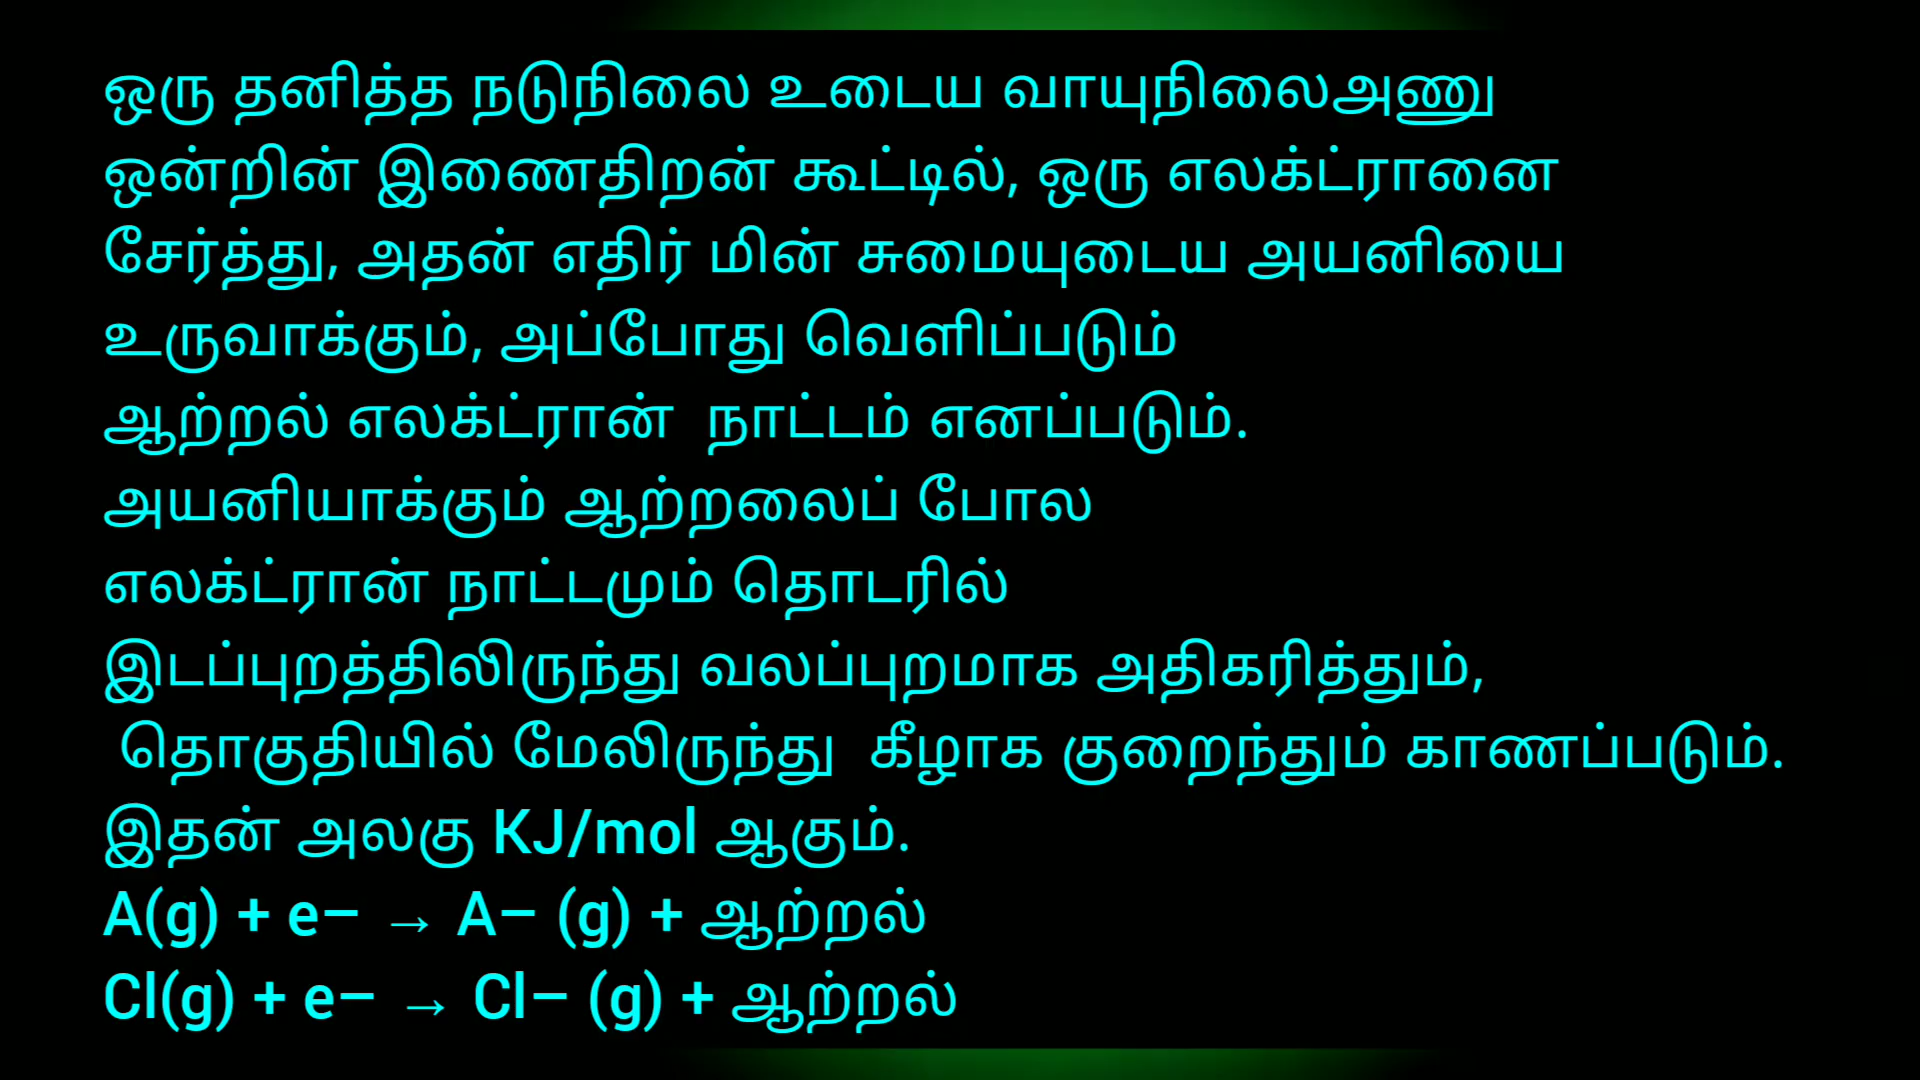 ஒரு தனித்த நடுநிலை உடைய வாயுநிலைஅணு
ஒன்றின் இணைதிறன் கூட்டில், ஒரு எலக்ட்ரானை
சேர்த்து, அதன் எதிர் மின் சுமையுடைய அயனியை
உருவாக்கும், அப்போது வெளிப்படும்
ஆற்றல் எலக்ட்ரான் நாட்டம் எனப்படும்.
அயனியாக்கும் ஆற்றலைப் போல
எலக்ட்ரான் நாட்டமும் தொடரில்
இடப்புறத்திலிருந்து வலப்புறமாக அதிகரித்தும்,
தொகுதியில் மேலிருந்து கீழாக குறைந்தும் காணப்படும்.
இதன் அலகு KJ/mol ஆகும்.
A(g) + e– → A– (g) + ஆற்றல்
Cl(g) + e– → Cl– (g) + ஆற்றல்